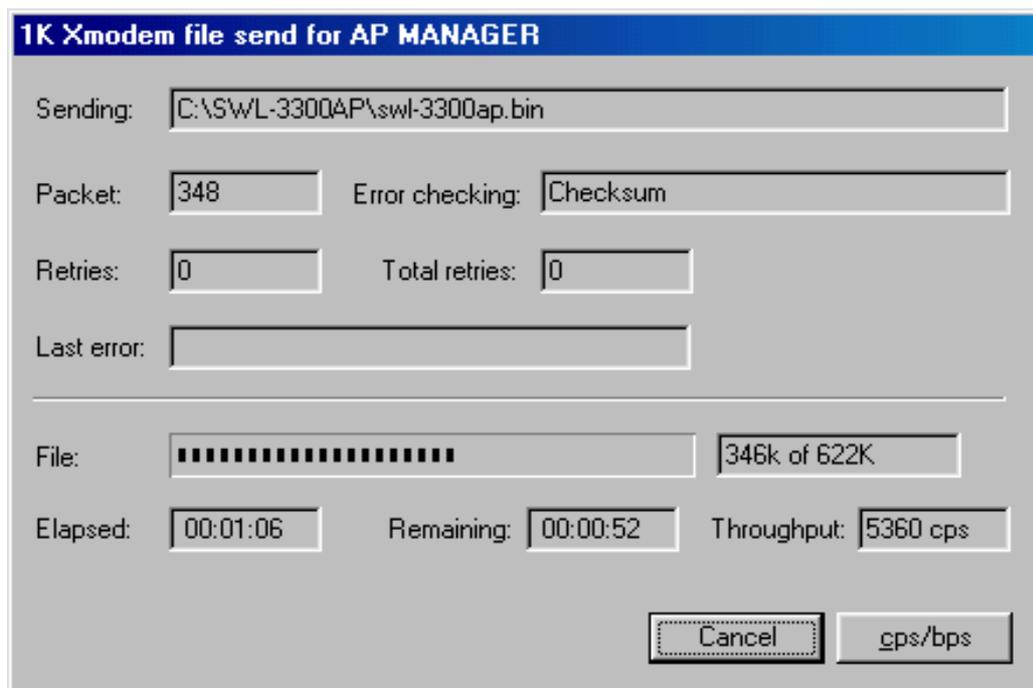 1K Xmodem file send for AP MANAGER
Sending: C:\SWL-3300AP\swl-3300ap.bin
Packet: 348 Error checking: Checksum
Retries: 0 Total retries: 0
Last error:
File: 346k of 622K
Elapsed: 00:01:06 Remaining: 00:00:52 Throughput: 5360 cps
Cancel cps/bps